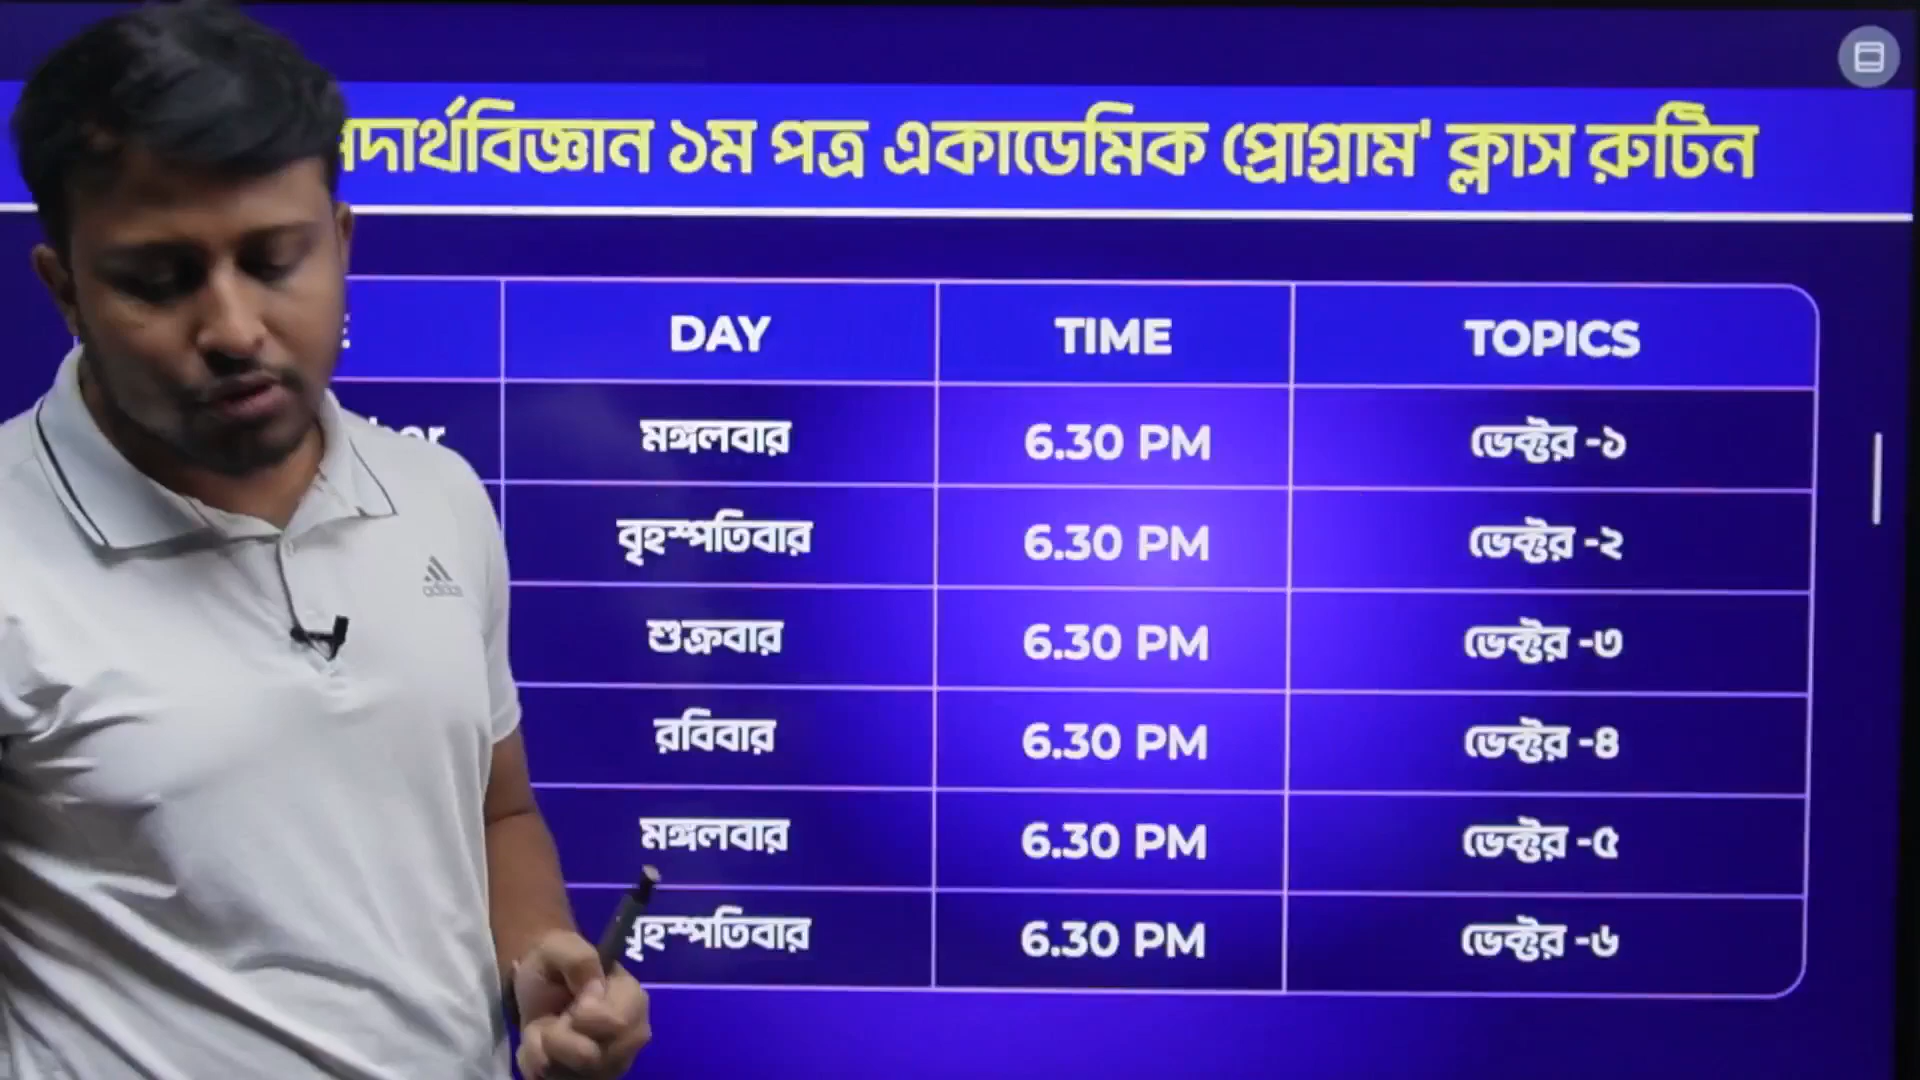 পদার্থবিজ্ঞান ১ম পত্র একাডেমিক প্রোগ্রাম' ক্লাস রুটিন
DAY TIME TOPICS
মঙ্গলবার 6.30 PM ভেক্টর -১
বৃহস্পতিবার 6.30 PM ভেক্টর -২
শুক্রবার 6.30 PM ভেক্টর -৩
রবিবার 6.30 PM ভেক্টর -৪
মঙ্গলবার 6.30 PM ভেক্টর -৫
বৃহস্পতিবার 6.30 PM ভেক্টর -৬
adidas